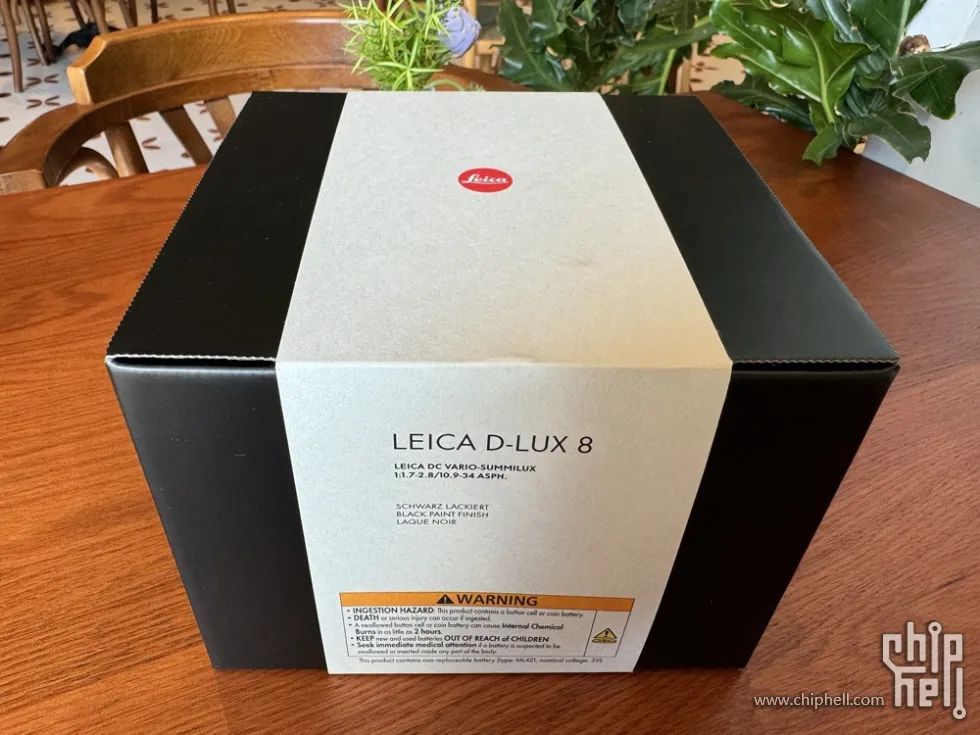 Leica
LEICA D-LUX 8
LEICA DC VARIO-SUMMILUX
1:1.7-2.8/10.9-34 ASPH.
SCHWARZ LACKIERT
BLACK PAINT FINISH
LAQUE NOIR
WARNING
• INGESTION HAZARD: This product contains a button cell or coin battery.
• DEATH or serious injury can occur if ingested.
• A swallowed button cell or coin battery can cause Internal Chemical
Burns in as little as 2 hours.
• KEEP new and used batteries OUT OF REACH of CHILDREN
• Seek immediate medical attention if a battery is suspected to be
swallowed or inserted inside any part of the body.
This product contains non-replaceable battery (type: ML421, nominal voltage: 3V).
www.chiphell.com
chip
hell